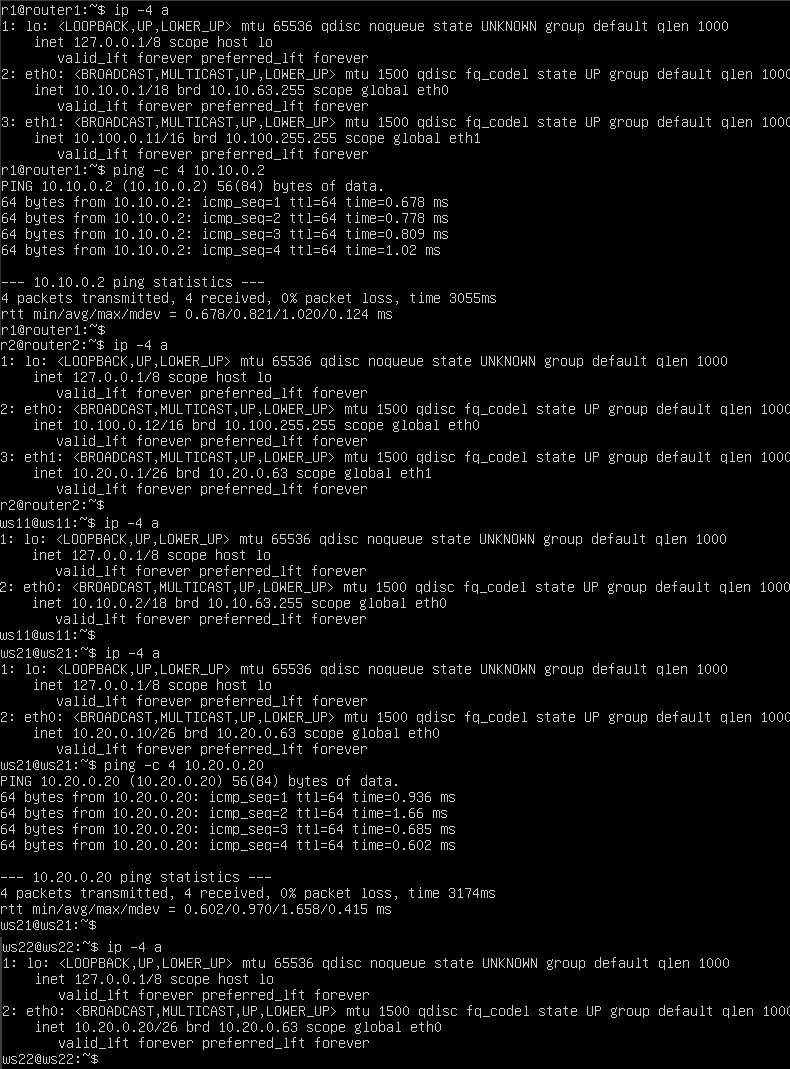 r1@router1:~$ ip -4 a
1: lo: <LOOPBACK,UP,LOWER_UP> mtu 65536 qdisc noqueue state UNKNOWN group default qlen 1000
    inet 127.0.0.1/8 scope host lo
       valid_lft forever preferred_lft forever
2: eth0: <BROADCAST,MULTICAST,UP,LOWER_UP> mtu 1500 qdisc fq_codel state UP group default qlen 1000
    inet 10.10.0.1/18 brd 10.10.63.255 scope global eth0
       valid_lft forever preferred_lft forever
3: eth1: <BROADCAST,MULTICAST,UP,LOWER_UP> mtu 1500 qdisc fq_codel state UP group default qlen 1000
    inet 10.100.0.11/16 brd 10.100.255.255 scope global eth1
       valid_lft forever preferred_lft forever
r1@router1:~$ ping -c 4 10.10.0.2
PING 10.10.0.2 (10.10.0.2) 56(84) bytes of data.
64 bytes from 10.10.0.2: icmp_seq=1 ttl=64 time=0.678 ms
64 bytes from 10.10.0.2: icmp_seq=2 ttl=64 time=0.778 ms
64 bytes from 10.10.0.2: icmp_seq=3 ttl=64 time=0.809 ms
64 bytes from 10.10.0.2: icmp_seq=4 ttl=64 time=1.02 ms

--- 10.10.0.2 ping statistics ---
4 packets transmitted, 4 received, 0% packet loss, time 3055ms
rtt min/avg/max/mdev = 0.678/0.821/1.020/0.124 ms
r1@router1:~$
r2@router2:~$ ip -4 a
1: lo: <LOOPBACK,UP,LOWER_UP> mtu 65536 qdisc noqueue state UNKNOWN group default qlen 1000
    inet 127.0.0.1/8 scope host lo
       valid_lft forever preferred_lft forever
2: eth0: <BROADCAST,MULTICAST,UP,LOWER_UP> mtu 1500 qdisc fq_codel state UP group default qlen 1000
    inet 10.100.0.12/16 brd 10.100.255.255 scope global eth0
       valid_lft forever preferred_lft forever
3: eth1: <BROADCAST,MULTICAST,UP,LOWER_UP> mtu 1500 qdisc fq_codel state UP group default qlen 1000
    inet 10.20.0.1/26 brd 10.20.0.63 scope global eth1
       valid_lft forever preferred_lft forever
r2@router2:~$
ws11@ws11:~$ ip -4 a
1: lo: <LOOPBACK,UP,LOWER_UP> mtu 65536 qdisc noqueue state UNKNOWN group default qlen 1000
    inet 127.0.0.1/8 scope host lo
       valid_lft forever preferred_lft forever
2: eth0: <BROADCAST,MULTICAST,UP,LOWER_UP> mtu 1500 qdisc fq_codel state UP group default qlen 1000
    inet 10.10.0.2/18 brd 10.10.63.255 scope global eth0
       valid_lft forever preferred_lft forever
ws11@ws11:~$
ws21@ws21:~$ ip -4 a
1: lo: <LOOPBACK,UP,LOWER_UP> mtu 65536 qdisc noqueue state UNKNOWN group default qlen 1000
    inet 127.0.0.1/8 scope host lo
       valid_lft forever preferred_lft forever
2: eth0: <BROADCAST,MULTICAST,UP,LOWER_UP> mtu 1500 qdisc fq_codel state UP group default qlen 1000
    inet 10.20.0.10/26 brd 10.20.0.63 scope global eth0
       valid_lft forever preferred_lft forever
ws21@ws21:~$ ping -c 4 10.20.0.20
PING 10.20.0.20 (10.20.0.20) 56(84) bytes of data.
64 bytes from 10.20.0.20: icmp_seq=1 ttl=64 time=0.936 ms
64 bytes from 10.20.0.20: icmp_seq=2 ttl=64 time=1.66 ms
64 bytes from 10.20.0.20: icmp_seq=3 ttl=64 time=0.685 ms
64 bytes from 10.20.0.20: icmp_seq=4 ttl=64 time=0.602 ms

--- 10.20.0.20 ping statistics ---
4 packets transmitted, 4 received, 0% packet loss, time 3174ms
rtt min/avg/max/mdev = 0.602/0.970/1.658/0.415 ms
ws21@ws21:~$
ws22@ws22:~$ ip -4 a
1: lo: <LOOPBACK,UP,LOWER_UP> mtu 65536 qdisc noqueue state UNKNOWN group default qlen 1000
    inet 127.0.0.1/8 scope host lo
       valid_lft forever preferred_lft forever
2: eth0: <BROADCAST,MULTICAST,UP,LOWER_UP> mtu 1500 qdisc fq_codel state UP group default qlen 1000
    inet 10.20.0.20/26 brd 10.20.0.63 scope global eth0
       valid_lft forever preferred_lft forever
ws22@ws22:~$